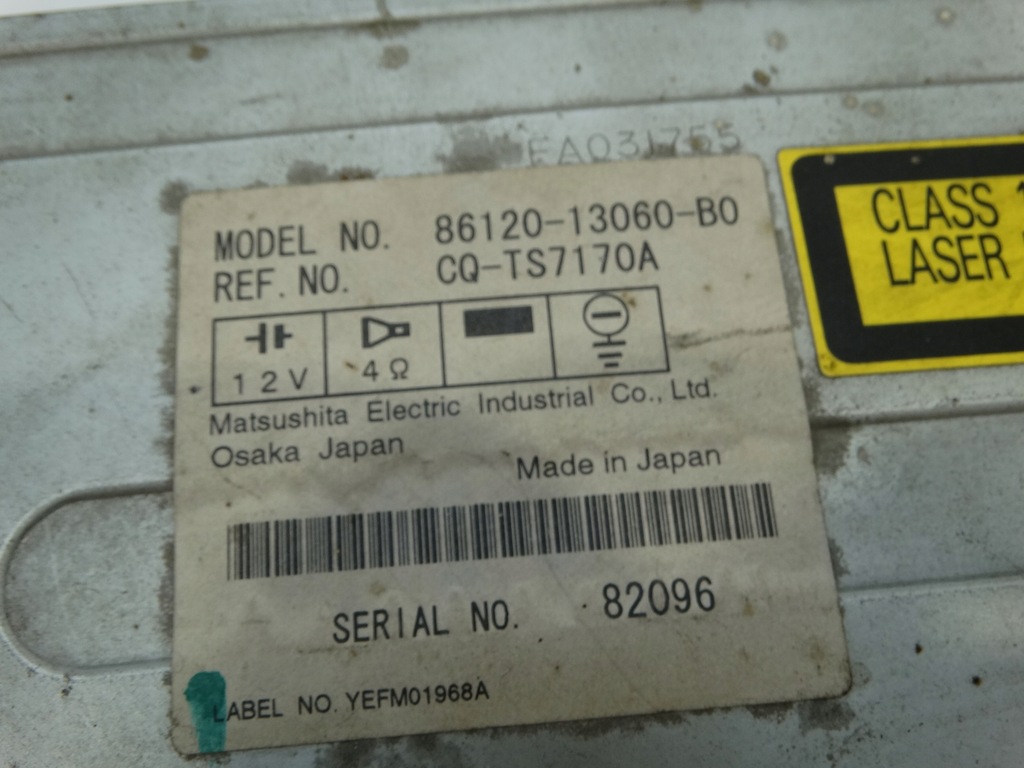 EA031755
MODEL NO. 86120-13060-B0
REF. NO. CQ-TS7170A
12V 4Ω
Matsushita Electric Industrial Co., Ltd.
Osaka Japan
Made in Japan
SERIAL NO. 82096
LABEL NO. YEFM01968A
CLASS 1
LASER